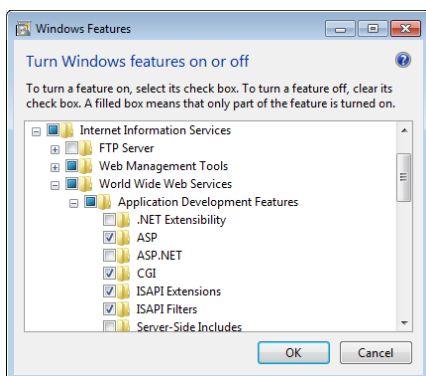 Windows Features
Turn Windows features on or off
To turn a feature on, select its check box. To turn a feature off, clear its
check box. A filled box means that only part of the feature is turned on.
Internet Information Services
FTP Server
Web Management Tools
World Wide Web Services
Application Development Features
.NET Extensibility
ASP
ASP.NET
CGI
ISAPI Extensions
ISAPI Filters
Server-Side Includes
OK Cancel